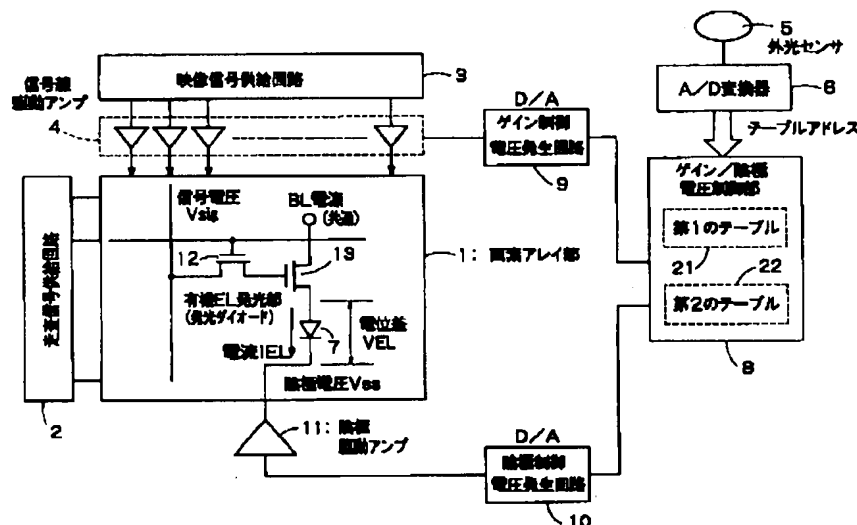 5
外光センサ
A/D変換器
6
テーブルアドレス
映像信号供給回路
3
信号線
駆動アンプ
4
D/A
ゲイン制御
電圧発生回路
9
ゲイン/陰極
電圧制御部
第1のテーブル
21
22
第2のテーブル
8
走査信号供給回路
2
信号電圧
Vsig
BL電源
(共通)
12
13
1:画素アレイ部
有機EL発光部
(発光ダイオード)
7
電位差
VEL
電流IEL
陰極電圧Vss
11:陰極
駆動アンプ
D/A
陰極制御
電圧発生回路
10